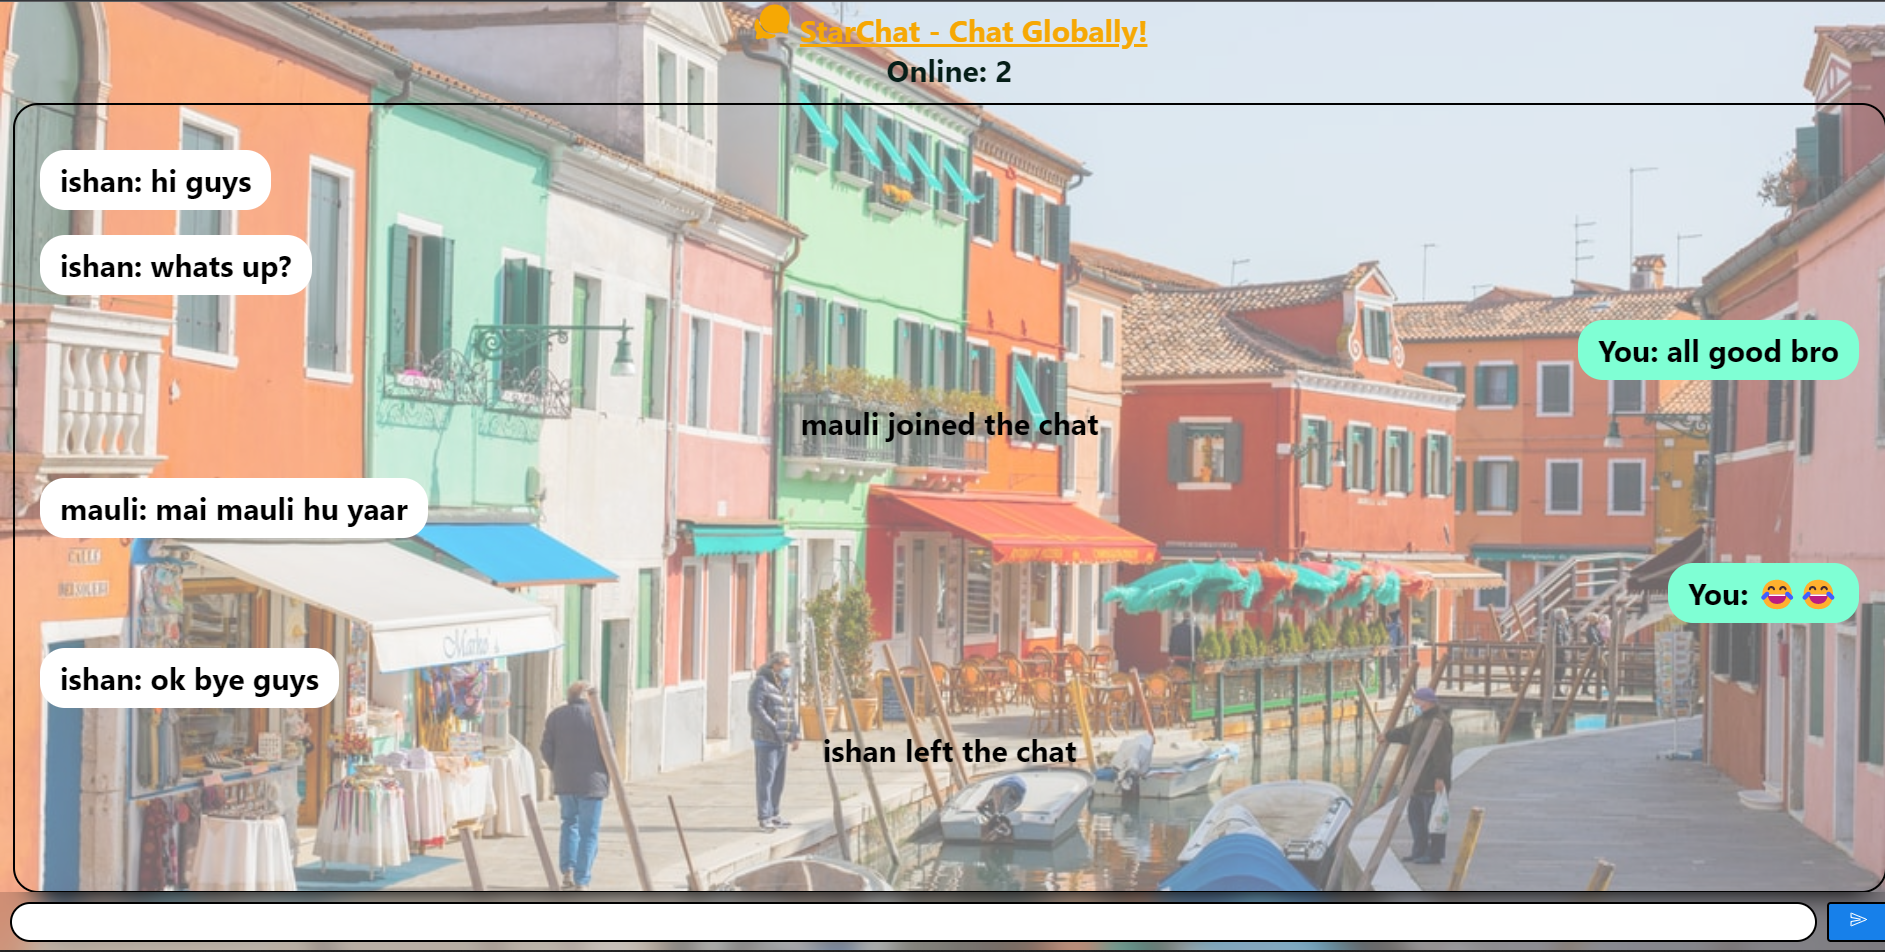 StarChat - Chat Globally!
Online: 2
ishan: hi guys
ishan: whats up?
You: all good bro
mauli joined the chat
mauli: mai mauli hu yaar
You: 😂😂
ishan: ok bye guys
ishan left the chat